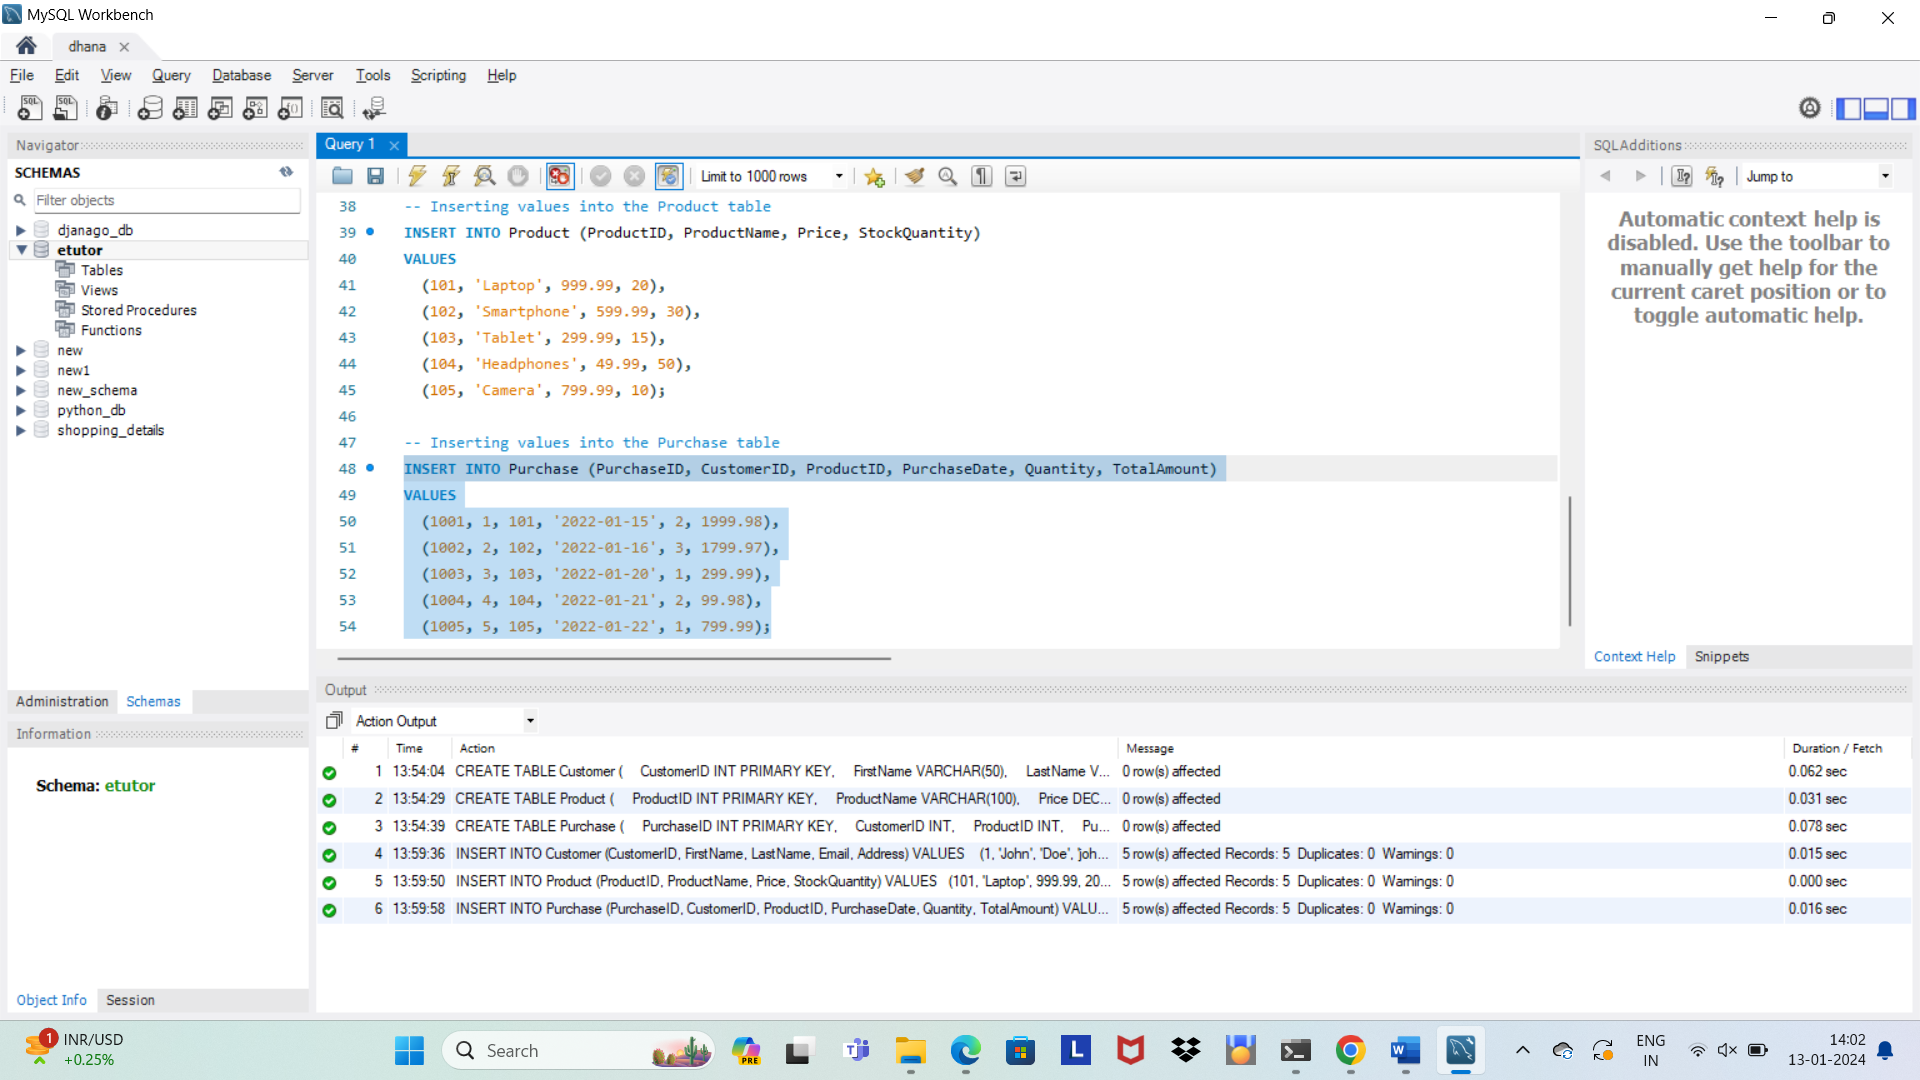 MySQL Workbench
dhana
File Edit View Query Database Server Tools Scripting Help
Navigator
SCHEMAS
Filter objects
djanago_db
etutor
Tables
Views
Stored Procedures
Functions
new
new1
new_schema
python_db
shopping_details
Administration Schemas
Information
Schema: etutor
Object Info Session
Query 1
Limit to 1000 rows
38 -- Inserting values into the Product table
39 INSERT INTO Product (ProductID, ProductName, Price, StockQuantity)
40 VALUES
41 (101, 'Laptop', 999.99, 20),
42 (102, 'Smartphone', 599.99, 30),
43 (103, 'Tablet', 299.99, 15),
44 (104, 'Headphones', 49.99, 50),
45 (105, 'Camera', 799.99, 10);
46
47 -- Inserting values into the Purchase table
48 INSERT INTO Purchase (PurchaseID, CustomerID, ProductID, PurchaseDate, Quantity, TotalAmount)
49 VALUES
50 (1001, 1, 101, '2022-01-15', 2, 1999.98),
51 (1002, 2, 102, '2022-01-16', 3, 1799.97),
52 (1003, 3, 103, '2022-01-20', 1, 299.99),
53 (1004, 4, 104, '2022-01-21', 2, 99.98),
54 (1005, 5, 105, '2022-01-22', 1, 799.99);
SQLAdditions
Jump to
Automatic context help is
disabled. Use the toolbar to
manually get help for the
current caret position or to
toggle automatic help.
Context Help Snippets
Output
Action Output
# Time Action Message Duration / Fetch
1 13:54:04 CREATE TABLE Customer ( CustomerID INT PRIMARY KEY, FirstName VARCHAR(50), LastName V... 0 row(s) affected 0.062 sec
2 13:54:29 CREATE TABLE Product ( ProductID INT PRIMARY KEY, ProductName VARCHAR(100), Price DEC... 0 row(s) affected 0.031 sec
3 13:54:39 CREATE TABLE Purchase ( PurchaseID INT PRIMARY KEY, CustomerID INT, ProductID INT, Pu... 0 row(s) affected 0.078 sec
4 13:59:36 INSERT INTO Customer (CustomerID, FirstName, LastName, Email, Address) VALUES (1, 'John', 'Doe', 'joh... 5 row(s) affected Records: 5 Duplicates: 0 Warnings: 0 0.015 sec
5 13:59:50 INSERT INTO Product (ProductID, ProductName, Price, StockQuantity) VALUES (101, 'Laptop', 999.99, 20... 5 row(s) affected Records: 5 Duplicates: 0 Warnings: 0 0.000 sec
6 13:59:58 INSERT INTO Purchase (PurchaseID, CustomerID, ProductID, PurchaseDate, Quantity, TotalAmount) VALU... 5 row(s) affected Records: 5 Duplicates: 0 Warnings: 0 0.016 sec
1 INR/USD
+0.25%
Search
PRE
ENG
IN
14:02
13-01-2024